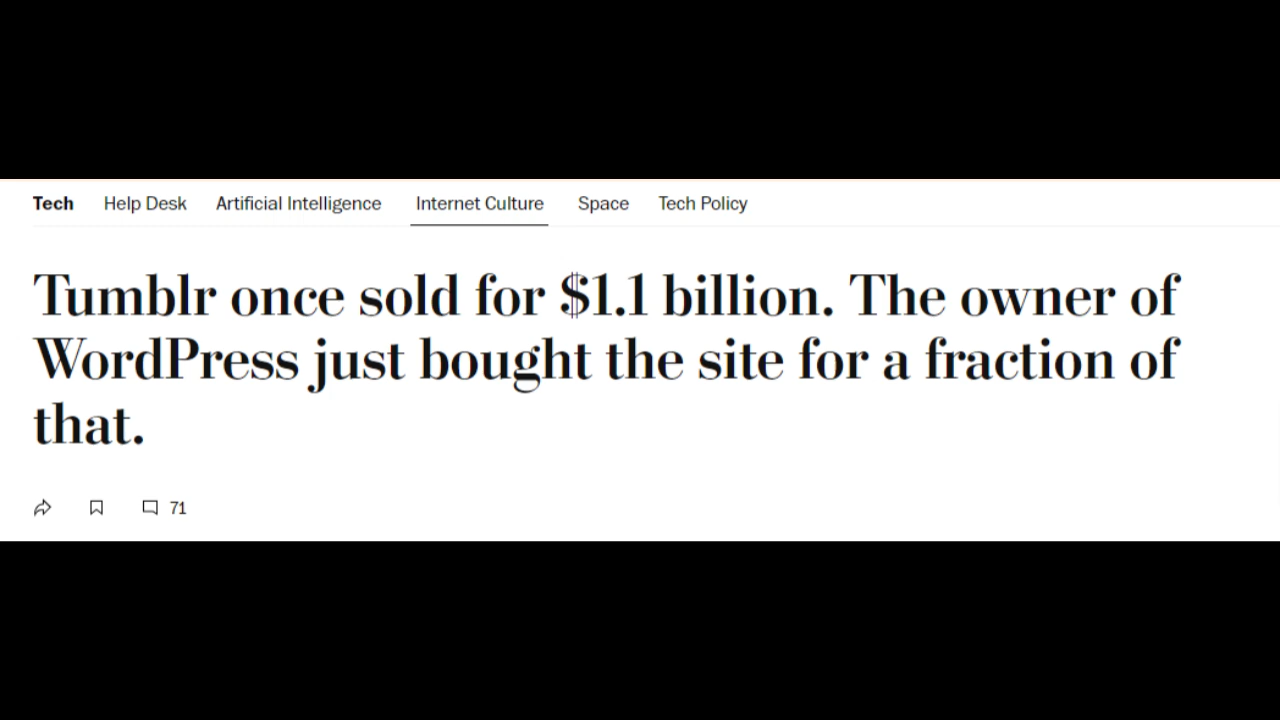 Tech Help Desk Artificial Intelligence Internet Culture Space Tech Policy
Tumblr once sold for $1.1 billion. The owner of
WordPress just bought the site for a fraction of
that.
71